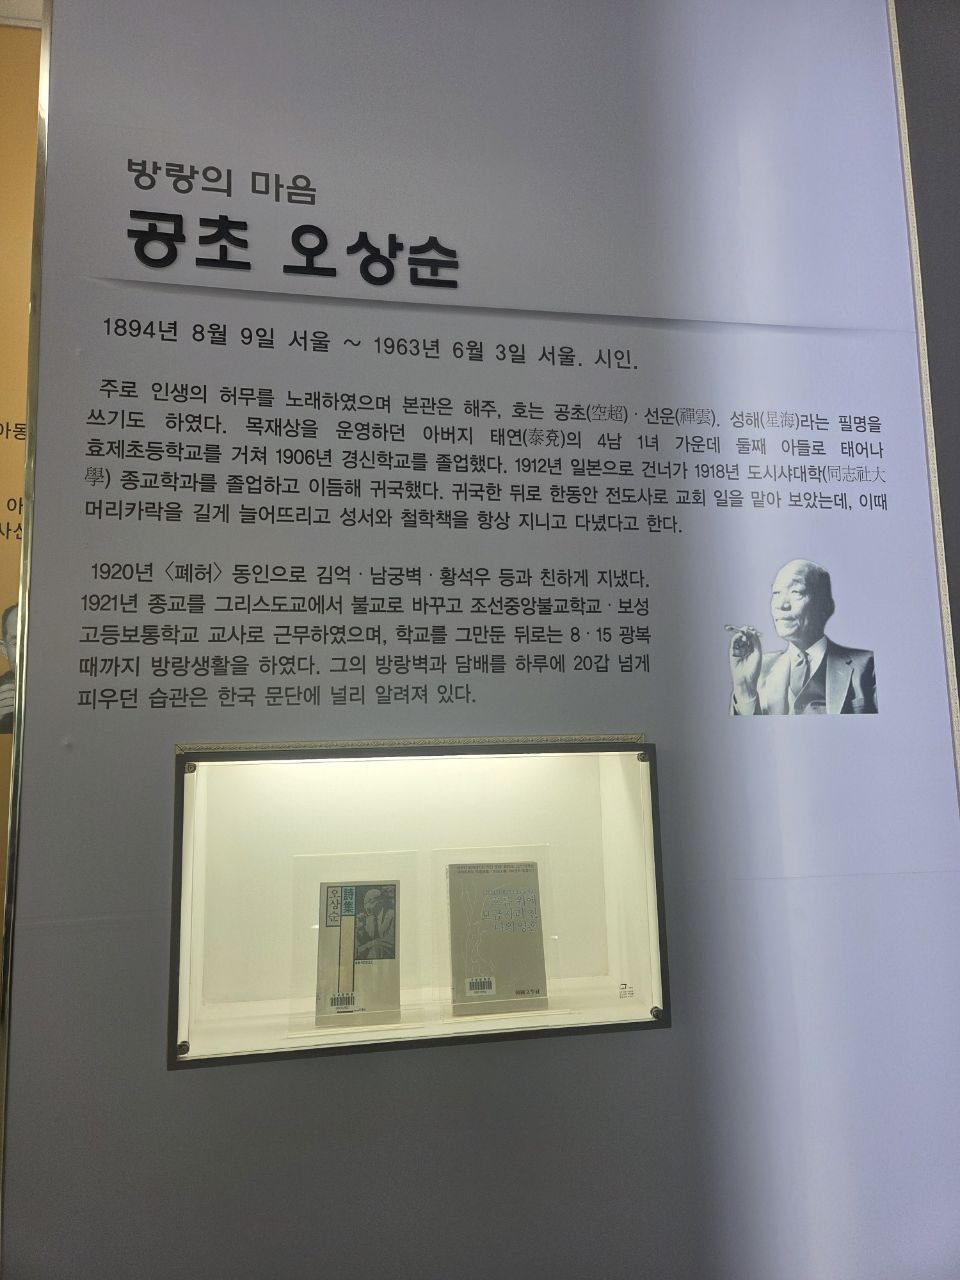 방랑의 마음
공초 오상순
1894년 8월 9일 서울 ~ 1963년 6월 3일 서울. 시인.
주로 인생의 허무를 노래하였으며 본관은 해주, 호는 공초(空超)·선운(禪雲). 성해(星海)라는 필명을
쓰기도 하였다. 목재상을 운영하던 아버지 태연(泰兗)의 4남 1녀 가운데 둘째 아들로 태어나
효제초등학교를 거쳐 1906년 경신학교를 졸업했다. 1912년 일본으로 건너가 1918년 도시샤대학(同志社大
學) 종교학과를 졸업하고 이듬해 귀국했다. 귀국한 뒤로 한동안 전도사로 교회 일을 맡아 보았는데, 이때
머리카락을 길게 늘어뜨리고 성서와 철학책을 항상 지니고 다녔다고 한다.
1920년 〈폐허〉 동인으로 김억·남궁벽·황석우 등과 친하게 지냈다.
1921년 종교를 그리스도교에서 불교로 바꾸고 조선중앙불교학교·보성
고등보통학교 교사로 근무하였으며, 학교를 그만둔 뒤로는 8·15 광복
때까지 방랑생활을 하였다. 그의 방랑벽과 담배를 하루에 20갑 넘게
피우던 습관은 한국 문단에 널리 알려져 있다.
아동
아
오상순
詩集
韓國文學社